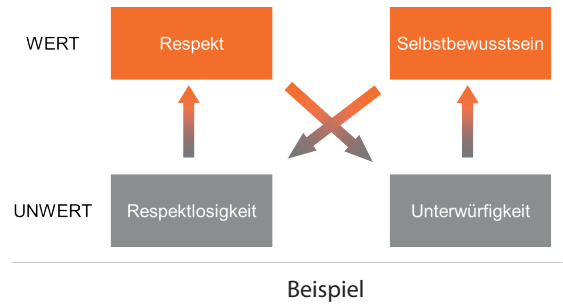 WERT
Respekt
Selbstbewusstsein
UNWERT
Respektlosigkeit
Unterwürfigkeit
Beispiel